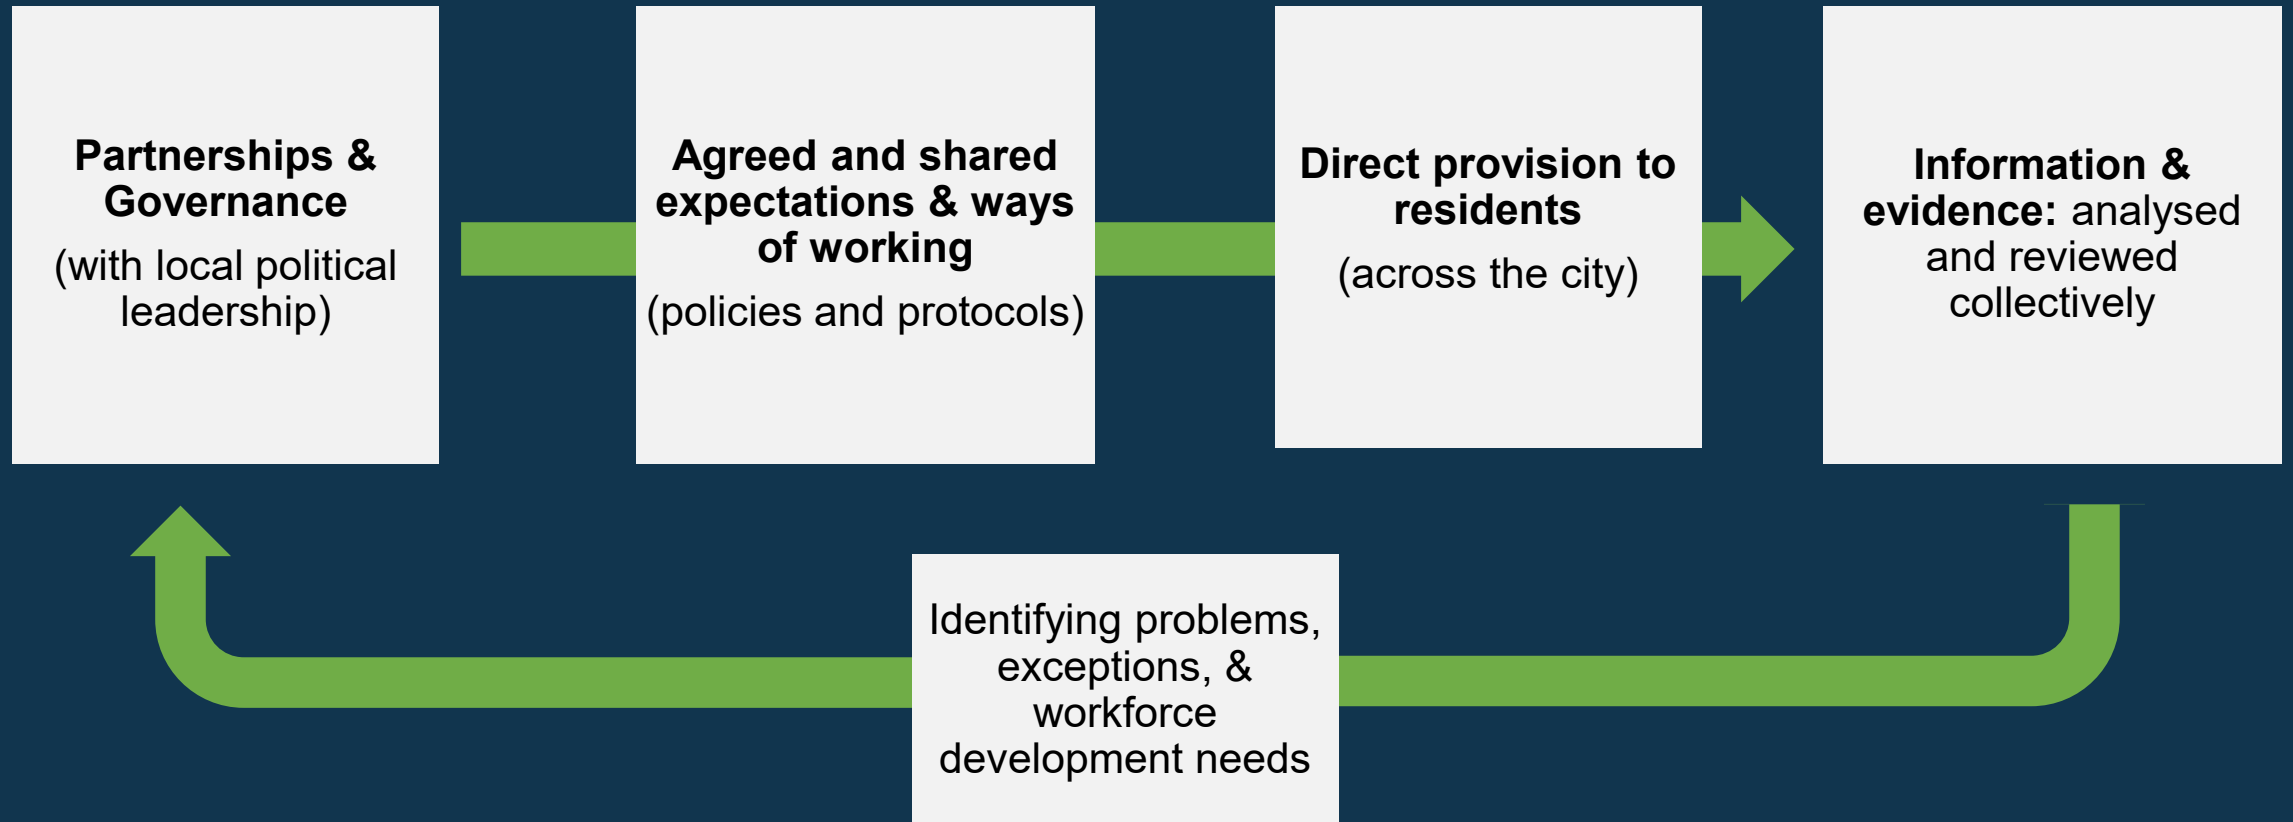 Partnerships &
Governance
(with local political
leadership)
Agreed and shared
expectations & ways
of working
(policies and protocols)
Direct provision to
residents
(across the city)
Information &
evidence: analysed
and reviewed
collectively
Identifying problems,
exceptions, &
workforce
development needs